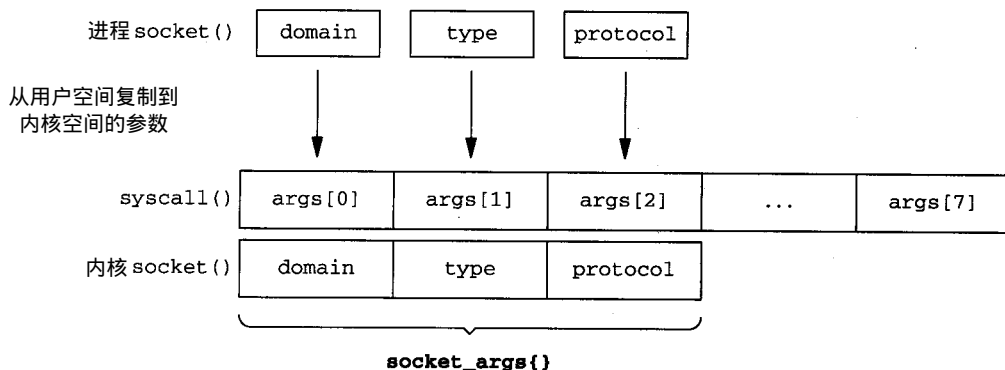 进程 socket() domain type protocol
从用户空间复制到
内核空间的参数
syscall() args[0] args[1] args[2] ... args[7]
内核 socket() domain type protocol
socket_args{}